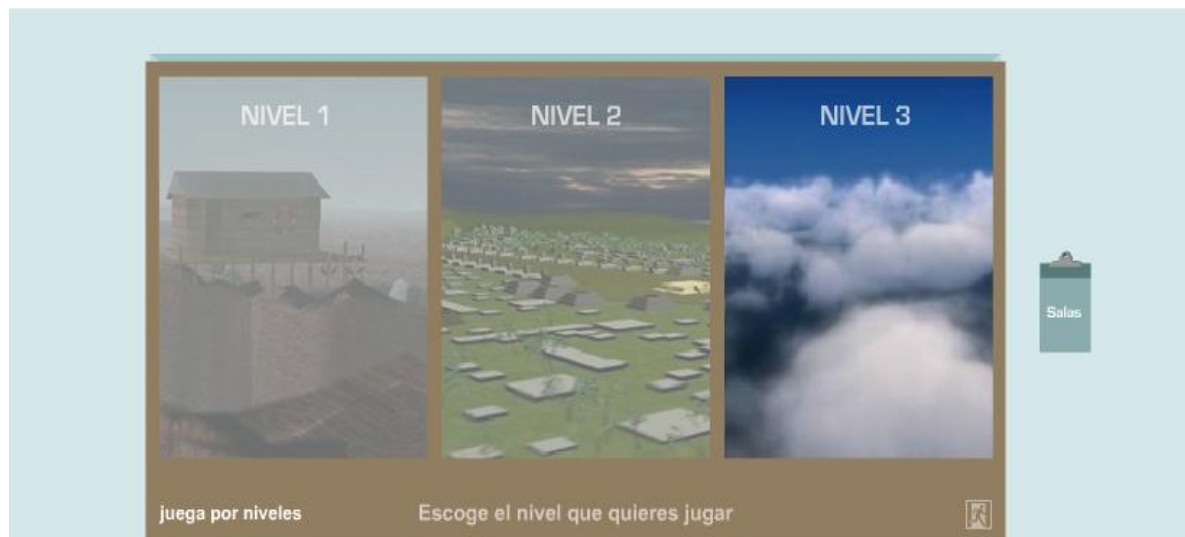 NIVEL 1
NIVEL 2
NIVEL 3
Salas
juega por niveles
Escoge el nivel que quieres jugar